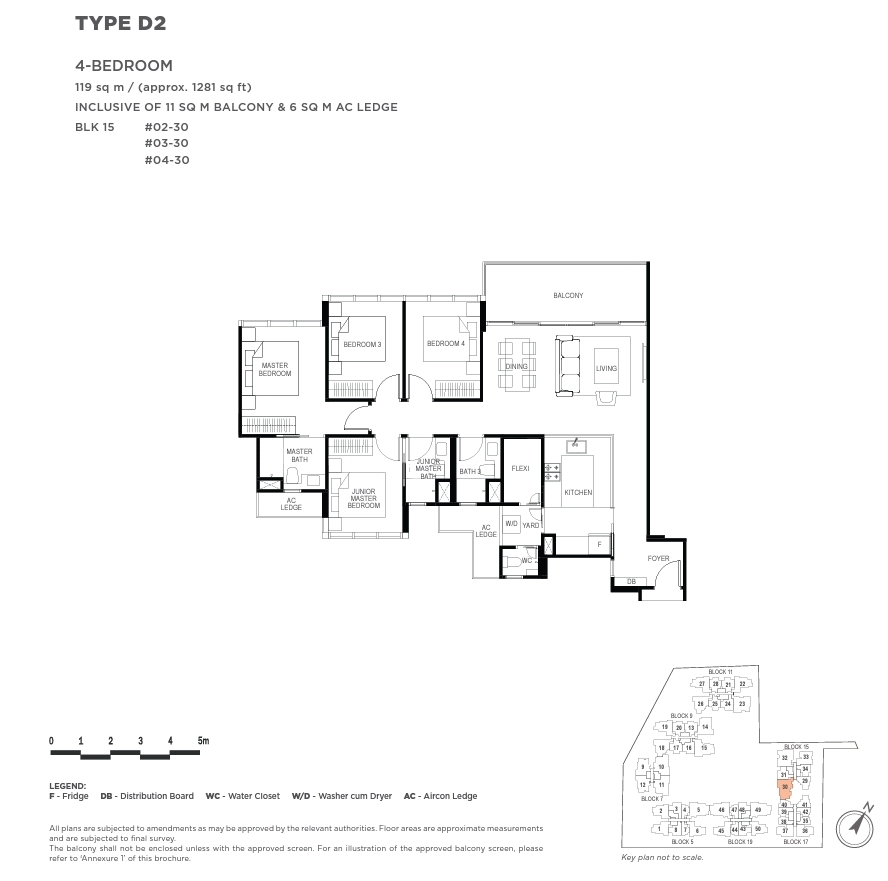 TYPE D2
4-BEDROOM
119 sq m / (approx. 1281 sq ft)
INCLUSIVE OF 11 SQ M BALCONY & 6 SQ M AC LEDGE
BLK 15 #02-30
#03-30
#04-30
BALCONY
BEDROOM 3
BEDROOM 4
MASTER
BEDROOM
DINING
LIVING
MASTER
BATH
JUNIOR
MASTER
BATH
BATH 3
FLEXI
KITCHEN
JUNIOR
MASTER
BEDROOM
AC
LEDGE
AC
LEDGE
W/D
YARD
F
WC
FOYER
DB
BLOCK 11
27 28 21 22
26 25 24 23
BLOCK 9
19 20 13 14
18 17 16 15
BLOCK 15
32 33
31 34
30 29
9 10
12 11
BLOCK 7
2 3 4 5
1 8 7 6
BLOCK 5
46 47 48 49
45 44 43 50
BLOCK 19
40 41
39 42
38 35
37 36
BLOCK 17
N
Key plan not to scale.
0 1 2 3 4 5m
LEGEND:
F - Fridge DB - Distribution Board WC - Water Closet W/D - Washer cum Dryer AC - Aircon Ledge
All plans are subjected to amendments as may be approved by the relevant authorities. Floor areas are approximate measurements
and are subjected to final survey.
The balcony shall not be enclosed unless with the approved screen. For an illustration of the approved balcony screen, please
refer to 'Annexure 1' of this brochure.